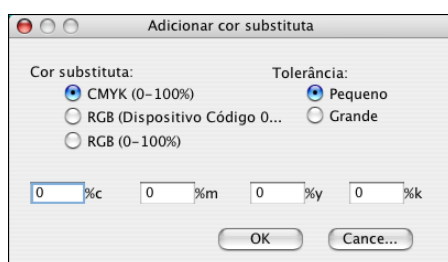 Adicionar cor substituta
Cor substituta: Tolerância:
CMYK (0-100%) Pequeno
RGB (Dispositivo Código 0... Grande
RGB (0-100%)
0 %c 0 %m 0 %y 0 %k
OK Cance...